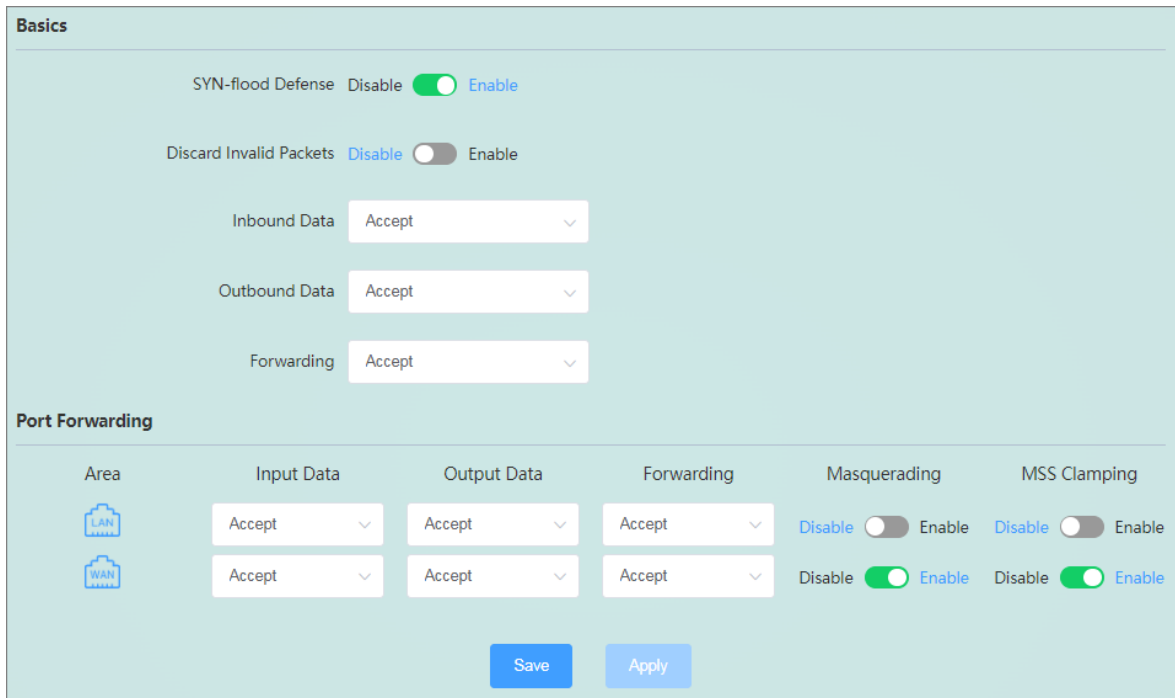 Basics
SYN-flood Defense Disable Enable
Discard Invalid Packets Disable Enable
Inbound Data Accept
Outbound Data Accept
Forwarding Accept
Port Forwarding
Area Input Data Output Data Forwarding Masquerading MSS Clamping
LAN Accept Accept Accept Disable Enable Disable Enable
WAN Accept Accept Accept Disable Enable Disable Enable
Save Apply